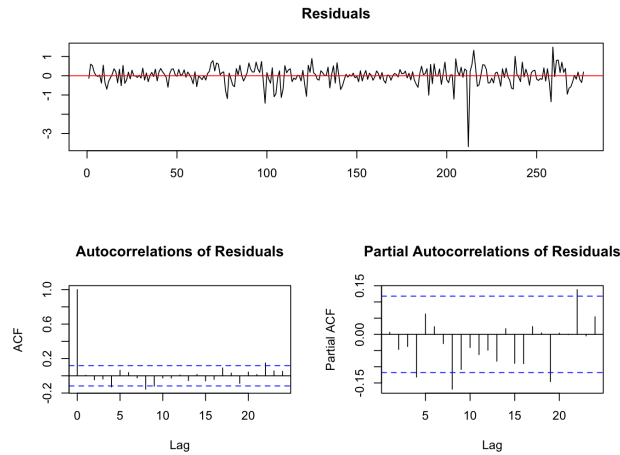 Residuals
1
0
-1
-3
0 50 100 150 200 250
Autocorrelations of Residuals
ACF
1.0
0.6
0.2
-0.2
0 5 10 15 20
Lag
Partial Autocorrelations of Residuals
Partial ACF
0.15
0.00
-0.15
5 10 15 20
Lag